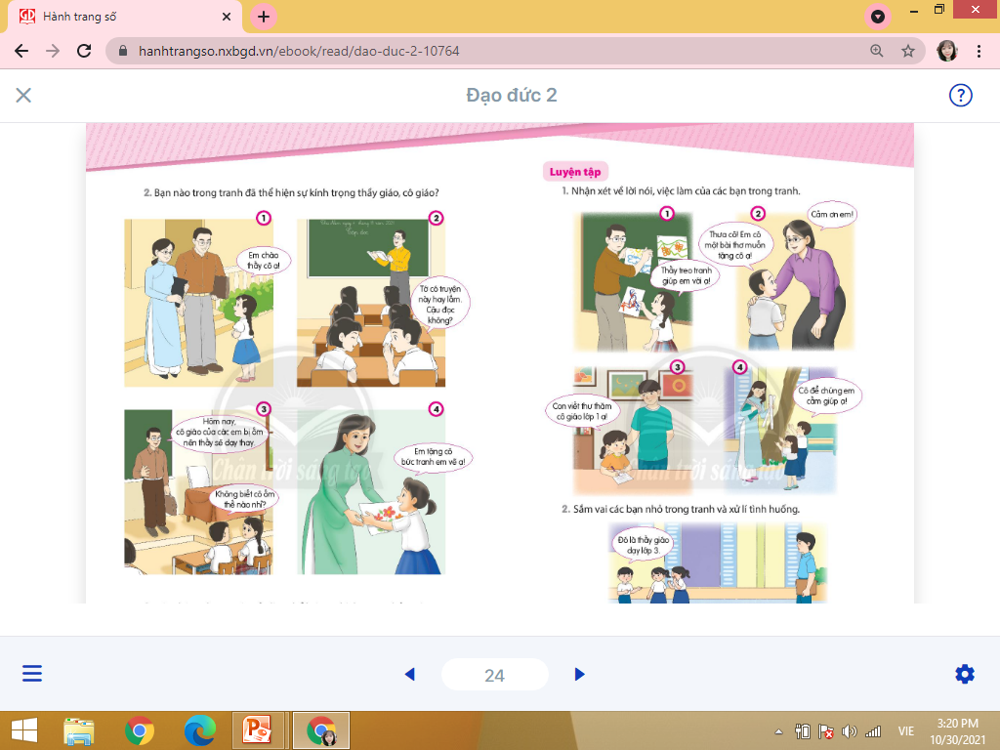 Hành trang số
hanhtrangso.nxbgd.vn/ebook/read/dao-duc-2-10764
Đạo đức 2
2. Bạn nào trong tranh đã thể hiện sự kính trọng thầy giáo, cô giáo?
1
Em chào
thầy cô ạ!
2
Tớ có truyện
này hay lắm.
Cậu đọc
không?
3
Hôm nay,
cô giáo của các em bị ốm
nên thầy sẽ dạy thay.
Không biết cô ốm
thế nào nhỉ?
4
Em tặng cô
bức tranh em vẽ ạ!
Chân trời sáng tạo
Luyện tập
1. Nhận xét về lời nói, việc làm của các bạn trong tranh.
1
Thầy treo tranh
giúp em với ạ!
2
Thưa cô! Em có
một bài thơ muốn
tặng cô ạ!
Cảm ơn em!
3
Con viết thư thăm
cô giáo lớp 1 ạ!
4
Cô để chúng em
cầm giúp ạ!
Chân trời sáng tạo
2. Sắm vai các bạn nhỏ trong tranh và xử lí tình huống.
Đó là thầy giáo
dạy lớp 3.
24
VIE
3:20 PM
10/30/2021